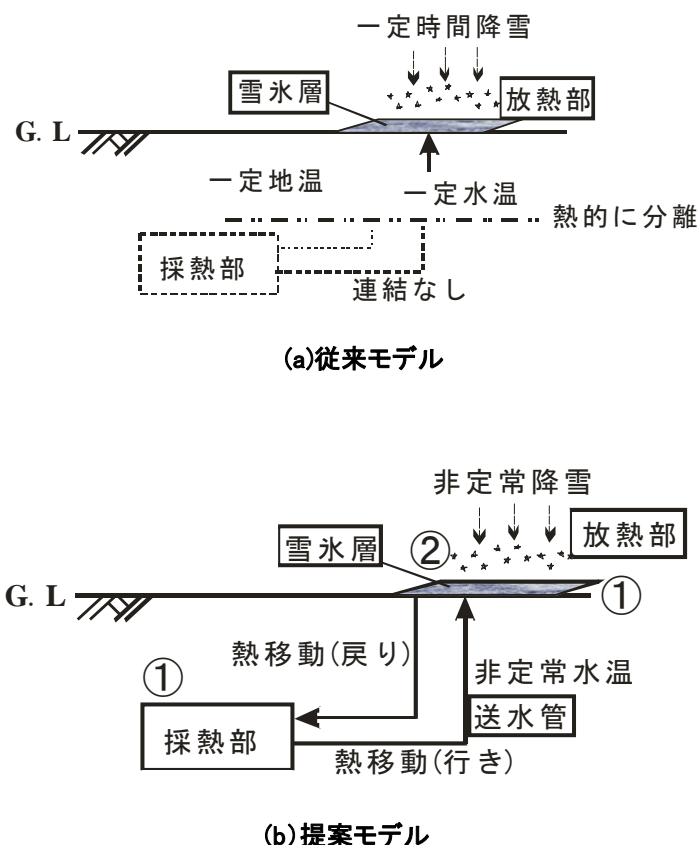 一定時間降雪
雪氷層
放熱部
G. L
一定地温
一定水温
熱的に分離
採熱部
連結なし
(a)従来モデル
非定常降雪
雪氷層
②
放熱部
G. L
①
熱移動(戻り)
①
非定常水温
送水管
採熱部
熱移動(行き)
(b)提案モデル